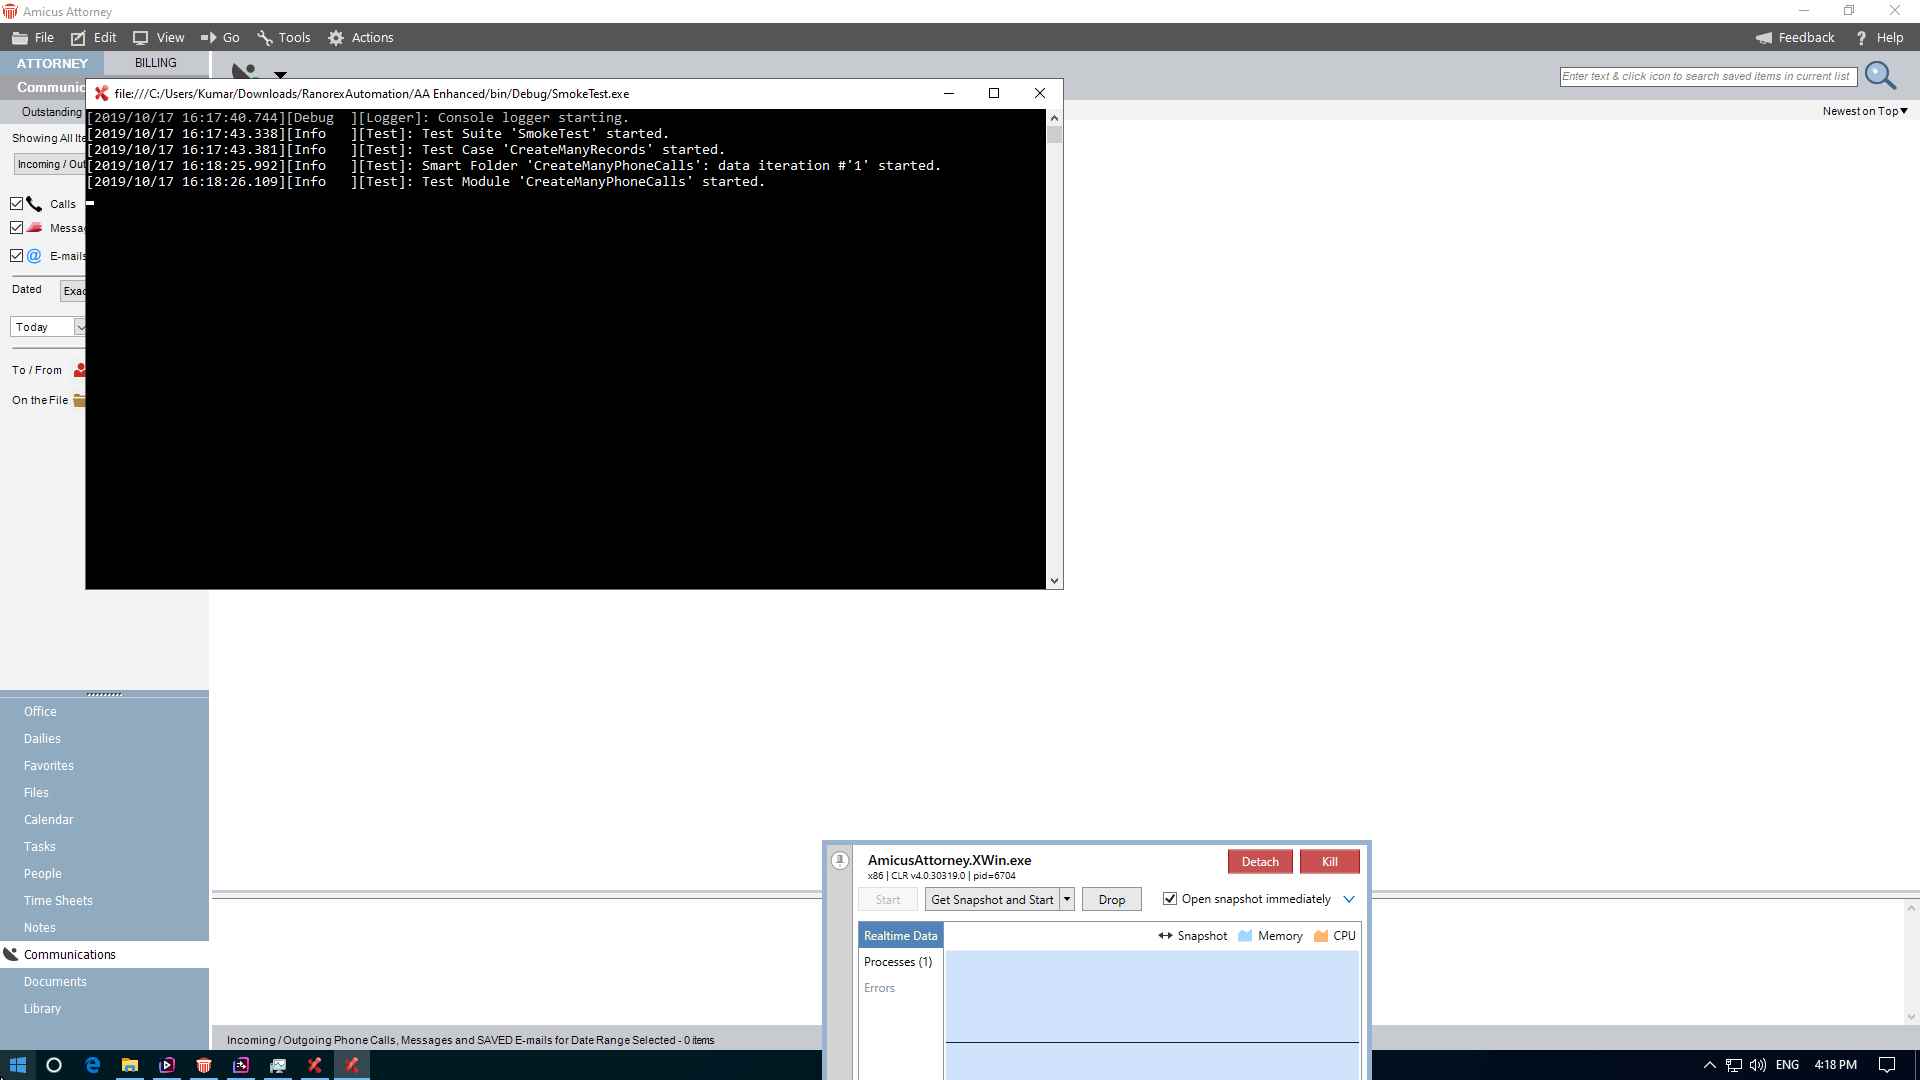 Amicus Attorney
File Edit View Go Tools Actions Feedback Help
ATTORNEY BILLING
Enter text & click icon to search saved items in current list
Communic
Outstanding
Newest on Top
Showing All Ite
Incoming / Out
Calls
Messa
E-mails
Dated Exac
Today
To / From
On the File
file:///C:/Users/Kumar/Downloads/RanorexAutomation/AA Enhanced/bin/Debug/SmokeTest.exe
[2019/10/17 16:17:40.744][Debug  ][Logger]: Console logger starting.
[2019/10/17 16:17:43.338][Info   ][Test]: Test Suite 'SmokeTest' started.
[2019/10/17 16:17:43.381][Info   ][Test]: Test Case 'CreateManyRecords' started.
[2019/10/17 16:18:25.992][Info   ][Test]: Smart Folder 'CreateManyPhoneCalls': data iteration #'1' started.
[2019/10/17 16:18:26.109][Info   ][Test]: Test Module 'CreateManyPhoneCalls' started.
Office
Dailies
Favorites
Files
Calendar
Tasks
People
Time Sheets
Notes
Communications
Documents
Library
AmicusAttorney.XWin.exe
x86 | CLR v4.0.30319.0 | pid=6704
Detach Kill
Start Get Snapshot and Start Drop Open snapshot immediately
Realtime Data Snapshot Memory CPU
Processes (1)
Errors
Incoming / Outgoing Phone Calls, Messages and SAVED E-mails for Date Range Selected - 0 items
ENG 4:18 PM